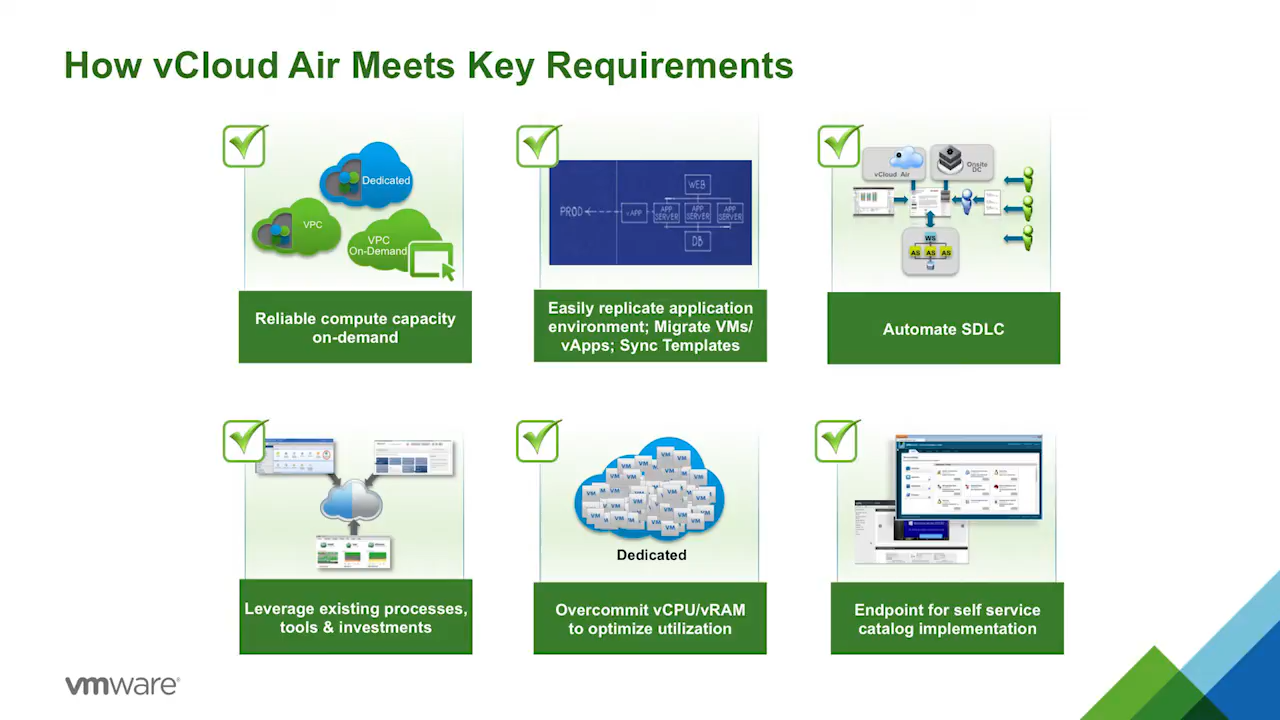 How vCloud Air Meets Key Requirements
Dedicated
VPC
VPC
On-Demand
Reliable compute capacity
on-demand
WEB
PROD
vAPP
APP
SERVER
APP
SERVER
APP
SERVER
DB
Easily replicate application
environment; Migrate VMs/
vApps; Sync Templates
vCloud Air
Onsite
DC
WS
AS AS AS
Automate SDLC
Leverage existing processes,
tools & investments
VM
Dedicated
Overcommit vCPU/vRAM
to optimize utilization
Endpoint for self service
catalog implementation
vmware